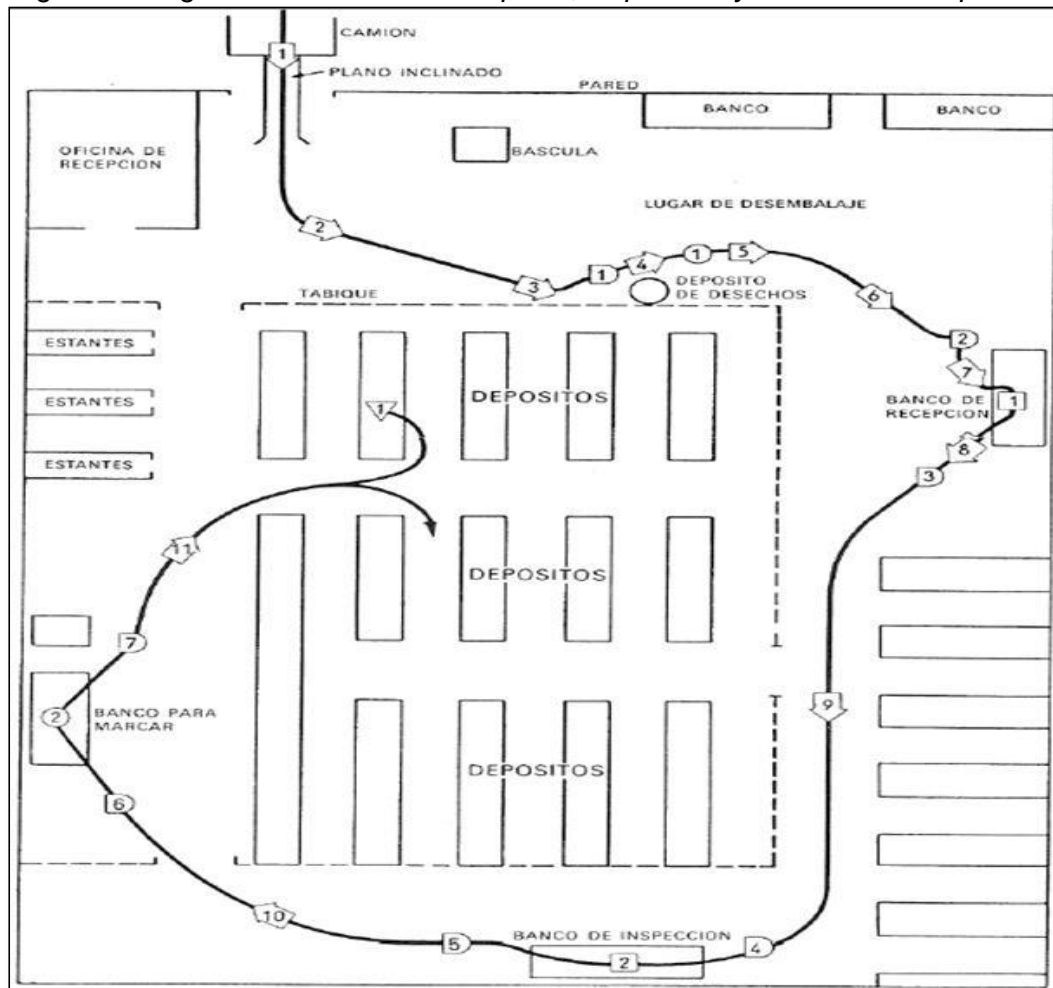 CAMION
1
PLANO INCLINADO
PARED
BANCO
BANCO
OFICINA DE
RECEPCION
BASCULA
LUGAR DE DESEMBALAJE
2
3
1
4
1
5
6
DEPOSITO
DE DESECHOS
TABIQUE
2
ESTANTES
7
DEPOSITOS
BANCO DE
RECEPCION
1
ESTANTES
1
8
ESTANTES
3
11
DEPOSITOS
7
9
2
BANCO PARA
MARCAR
DEPOSITOS
6
10
5
BANCO DE INSPECCION
4
2